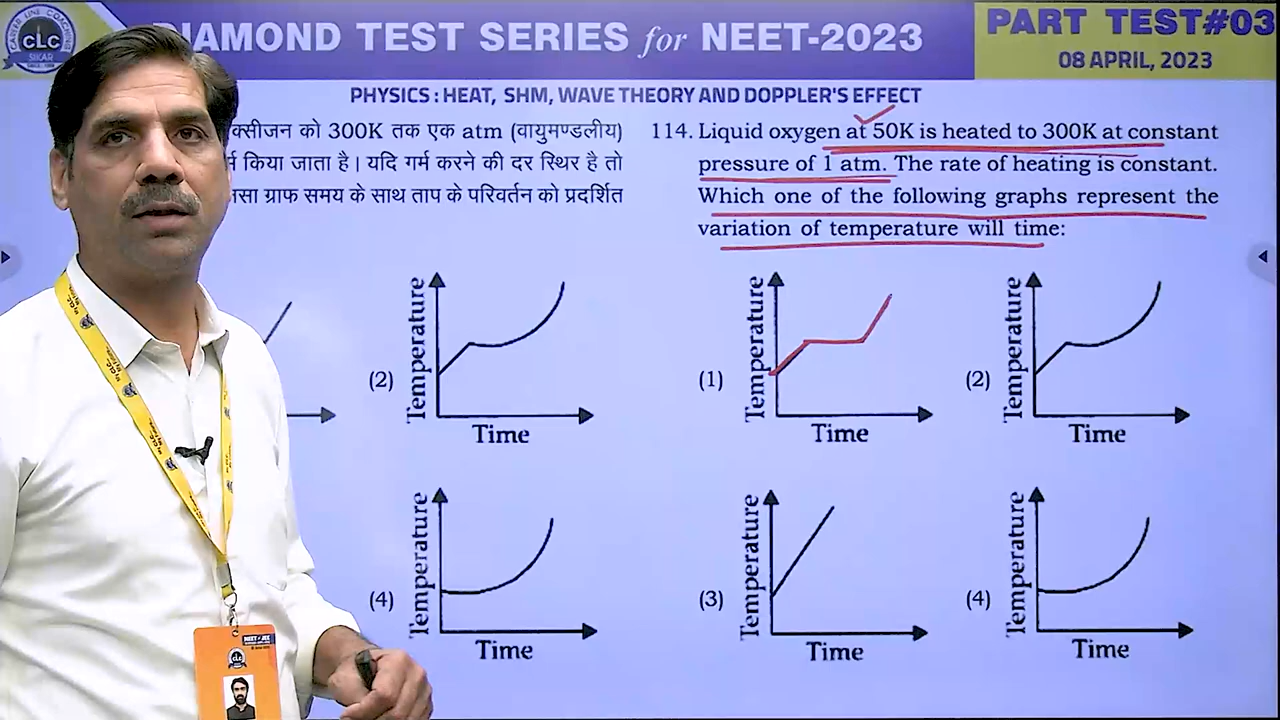 CLC
SIKAR
DIAMOND TEST SERIES for NEET-2023
PART TEST#03
08 APRIL, 2023
PHYSICS : HEAT, SHM, WAVE THEORY AND DOPPLER'S EFFECT
क्सीजन को 300K तक एक atm (वायुमण्डलीय)
किया जाता है। यदि गर्म करने की दर स्थिर है तो
नसा ग्राफ समय के साथ ताप के परिवर्तन को प्रदर्शित
(2)
Temperature
Time
(4)
Temperature
Time
114. Liquid oxygen at 50K is heated to 300K at constant
pressure of 1 atm. The rate of heating is constant.
Which one of the following graphs represent the
variation of temperature will time:
(1)
Temperature
Time
(2)
Temperature
Time
(3)
Temperature
Time
(4)
Temperature
Time